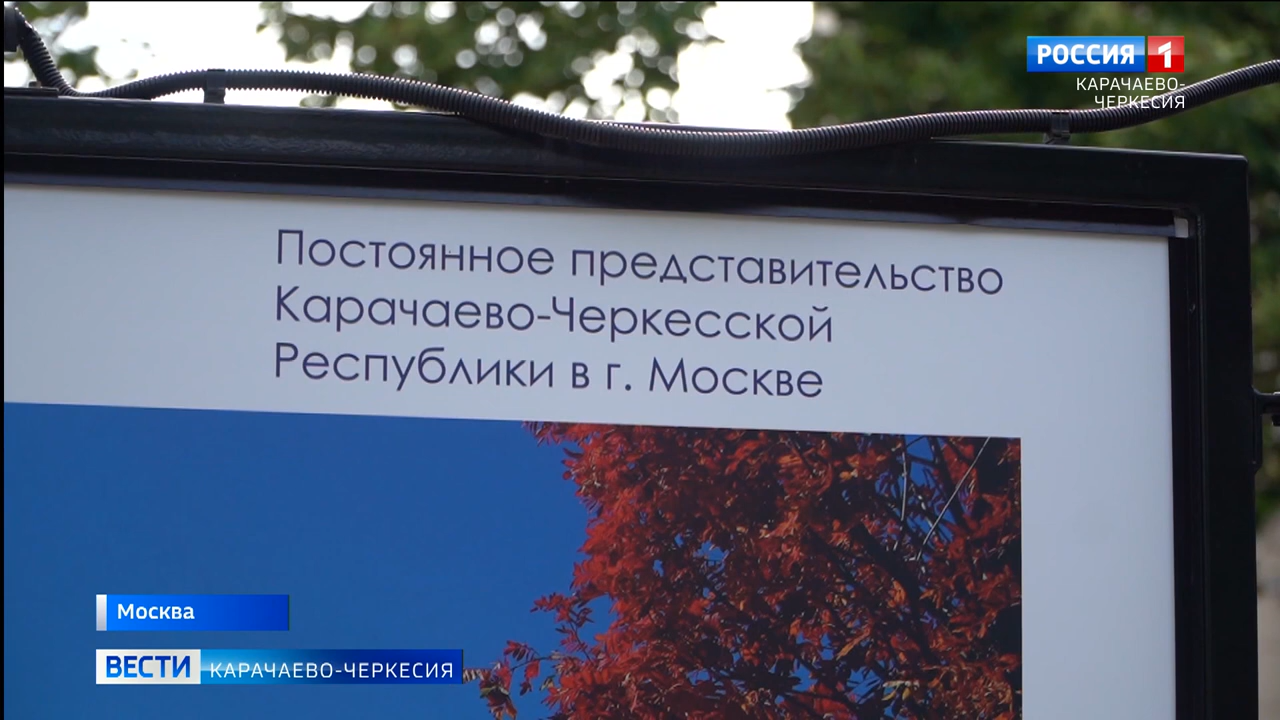 РОССИЯ 1
КАРАЧАЕВО-
ЧЕРКЕСИЯ
Постоянное представительство
Карачаево-Черкесской
Республики в г. Москве
Москва
ВЕСТИ КАРАЧАЕВО-ЧЕРКЕСИЯ